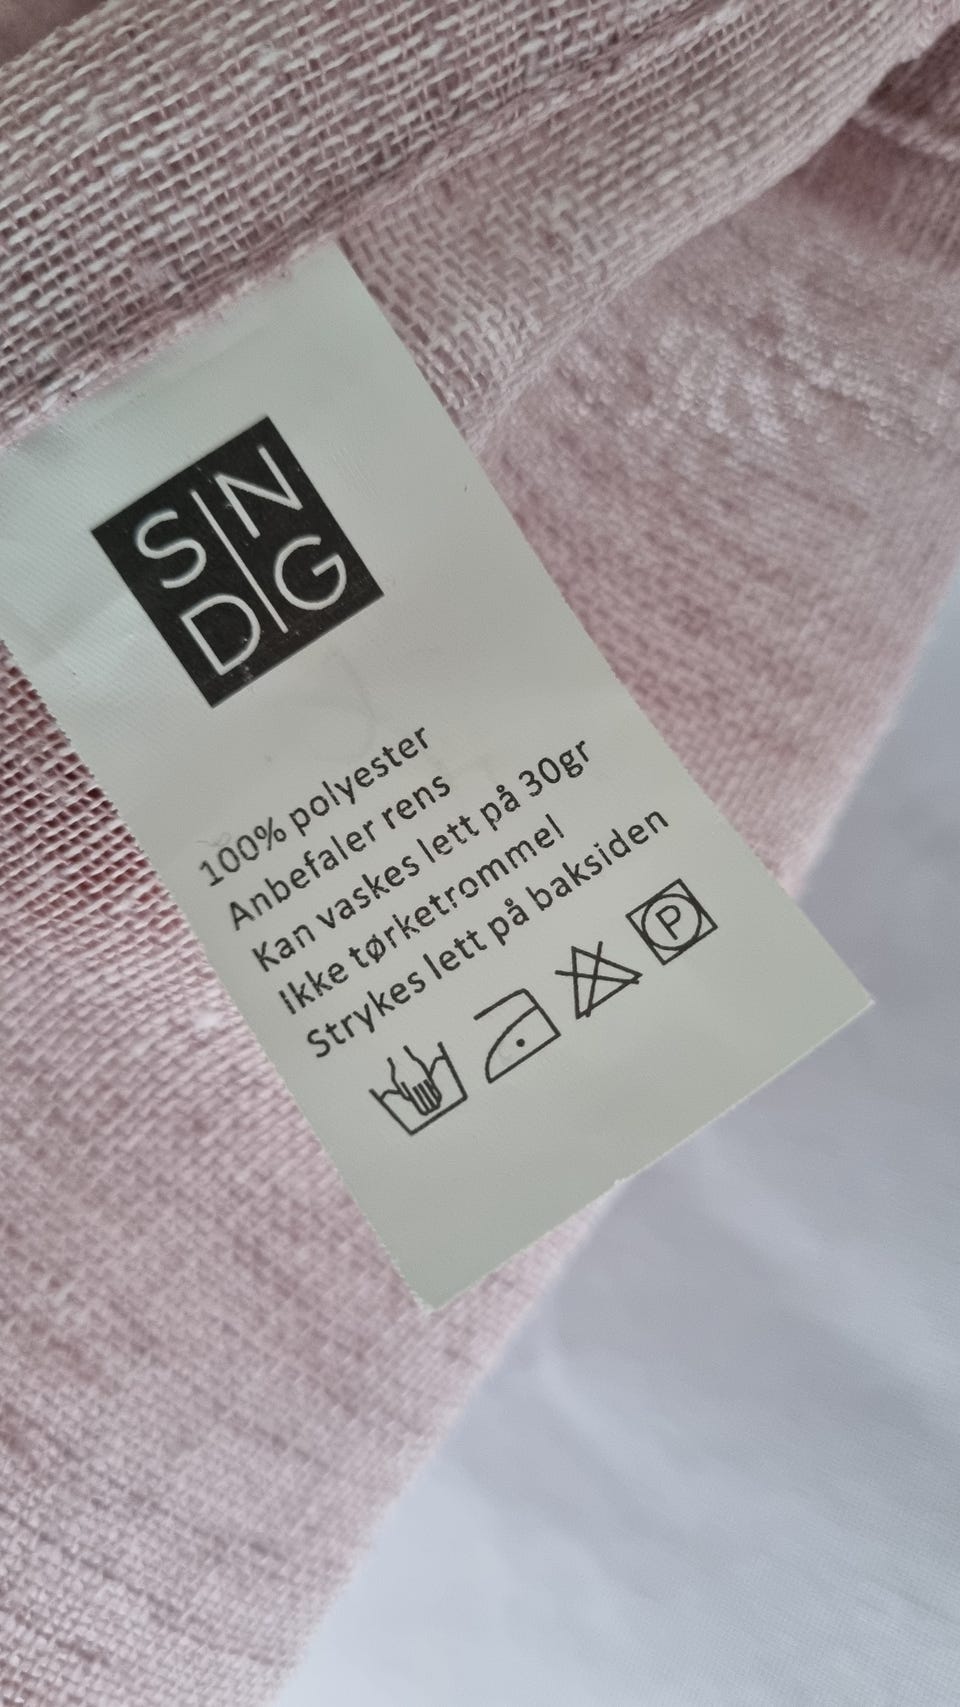 S|N
D|G
100% polyester
Anbefaler rens
Kan vaskes lett på 30gr
Ikke tørketrommel
Strykes lett på baksiden
P